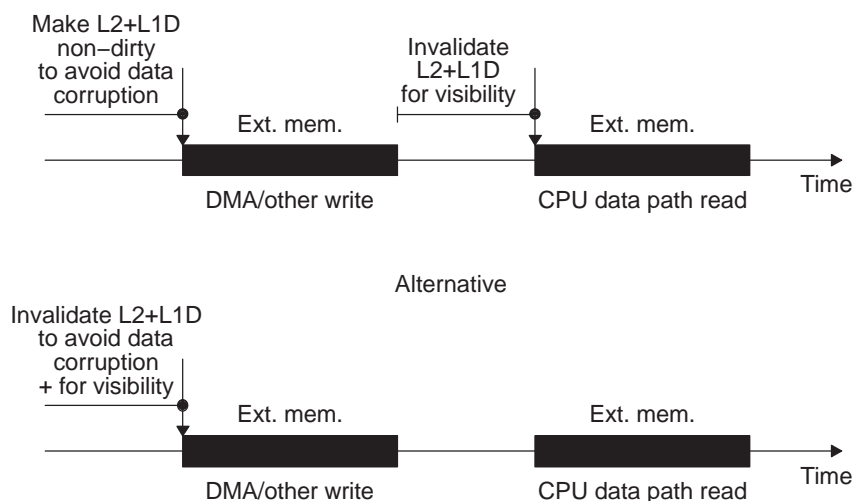 Make L2+L1D
non−dirty
to avoid data
corruption
Invalidate
L2+L1D
for visibility
Ext. mem.
Ext. mem.
Time
DMA/other write
CPU data path read
Alternative
Invalidate L2+L1D
to avoid data
corruption
+ for visibility
Ext. mem.
Ext. mem.
Time
DMA/other write
CPU data path read